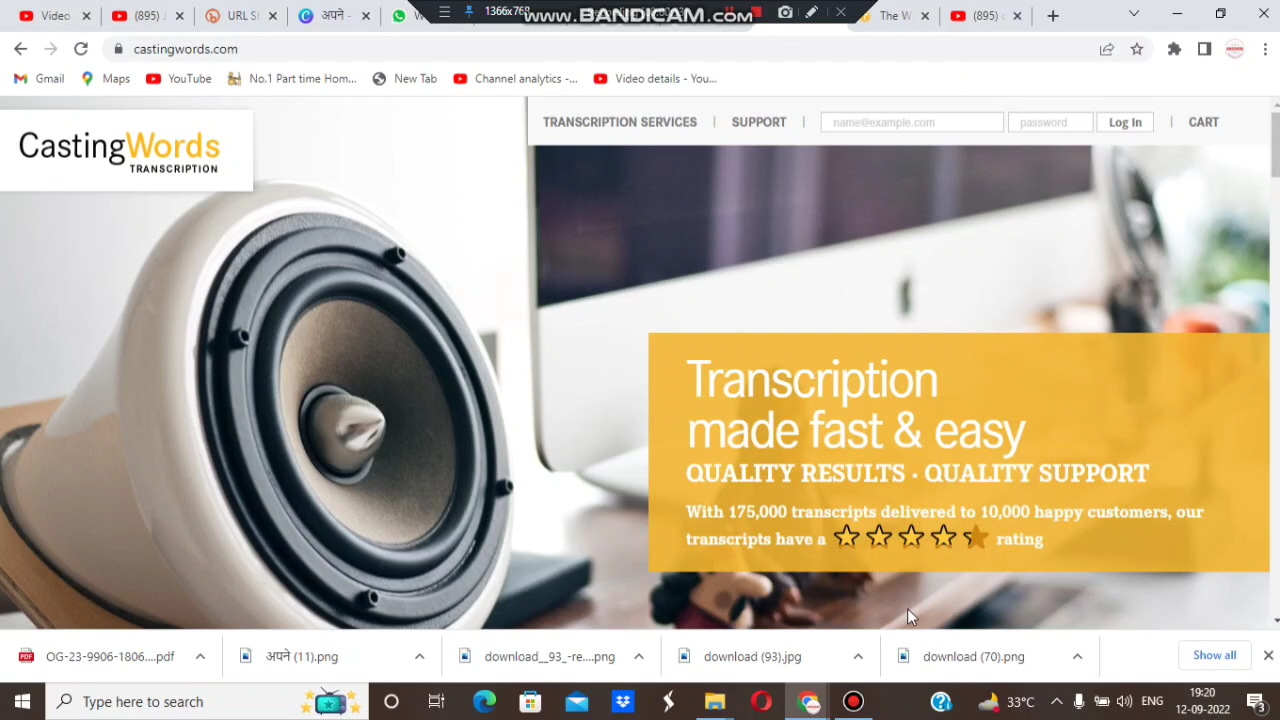 Video
(895)
URL S
अपने -
1366x768
www.BANDICAM.com
The W
(895)
castingwords.com
Gmail
Maps
YouTube
No.1 Part time Hom...
New Tab
Channel analytics -...
Video details - You...
CastingWords
TRANSCRIPTION
TRANSCRIPTION SERVICES | SUPPORT | name@example.com password Log In | CART
Transcription
made fast & easy
QUALITY RESULTS · QUALITY SUPPORT
With 175,000 transcripts delivered to 10,000 happy customers, our
transcripts have a rating
OG-23-9906-1806....pdf
अपने (11).png
download__93_-re....png
download (93).jpg
download (70).png
Show all
Type here to search
33°C
ENG
19:20
12-09-2022
3